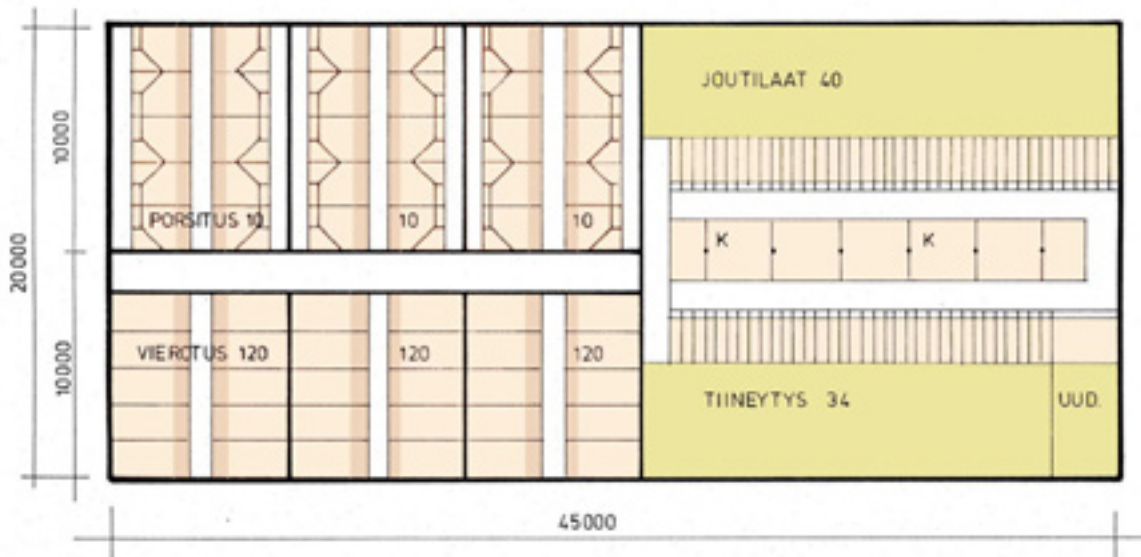 JOUTILAAT 40
PORSITUS 10
10
10
K
K
VIEROTUS 120
120
120
TIINEYTYS 34
UUD.
20000
10000
10000
45000